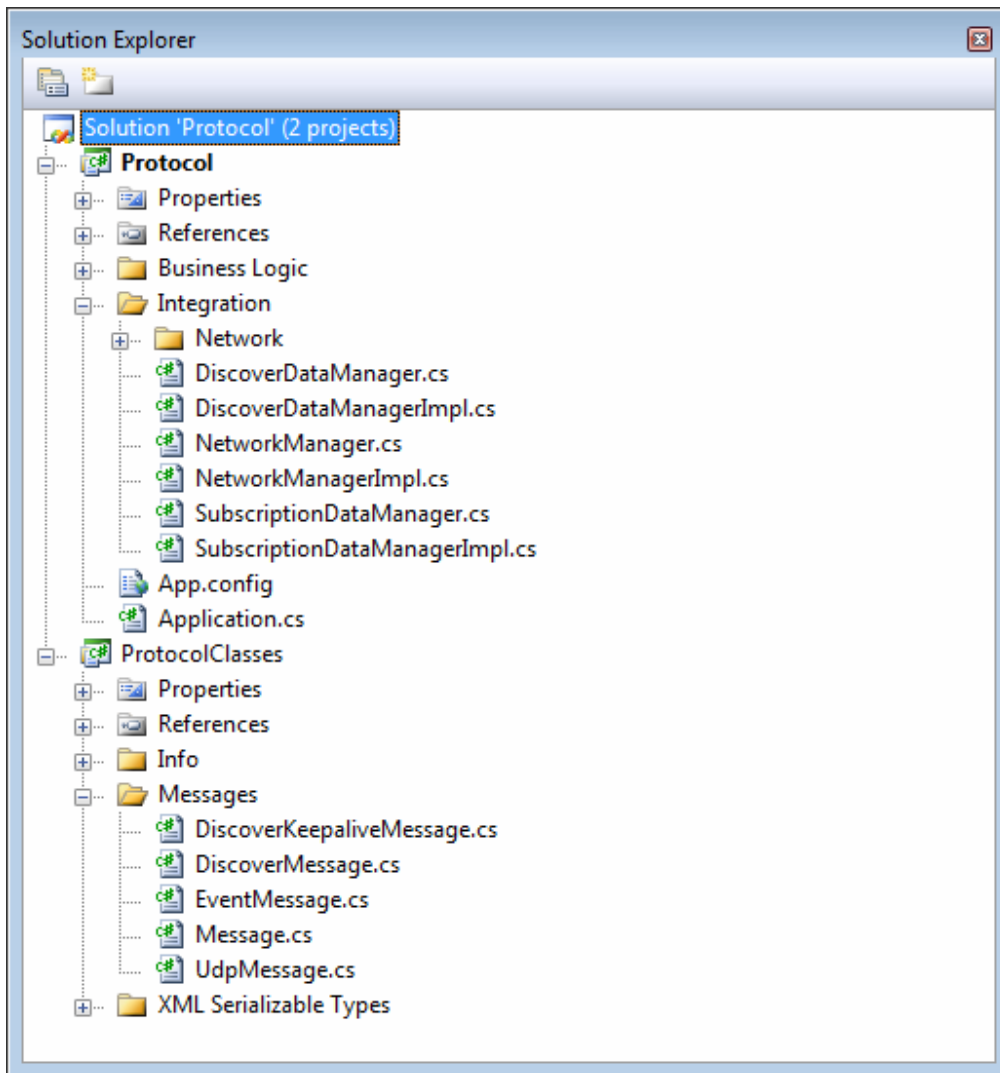 Solution Explorer
Solution 'Protocol' (2 projects)
Protocol
Properties
References
Business Logic
Integration
Network
DiscoverDataManager.cs
DiscoverDataManagerImpl.cs
NetworkManager.cs
NetworkManagerImpl.cs
SubscriptionDataManager.cs
SubscriptionDataManagerImpl.cs
App.config
Application.cs
ProtocolClasses
Properties
References
Info
Messages
DiscoverKeepaliveMessage.cs
DiscoverMessage.cs
EventMessage.cs
Message.cs
UdpMessage.cs
XML Serializable Types